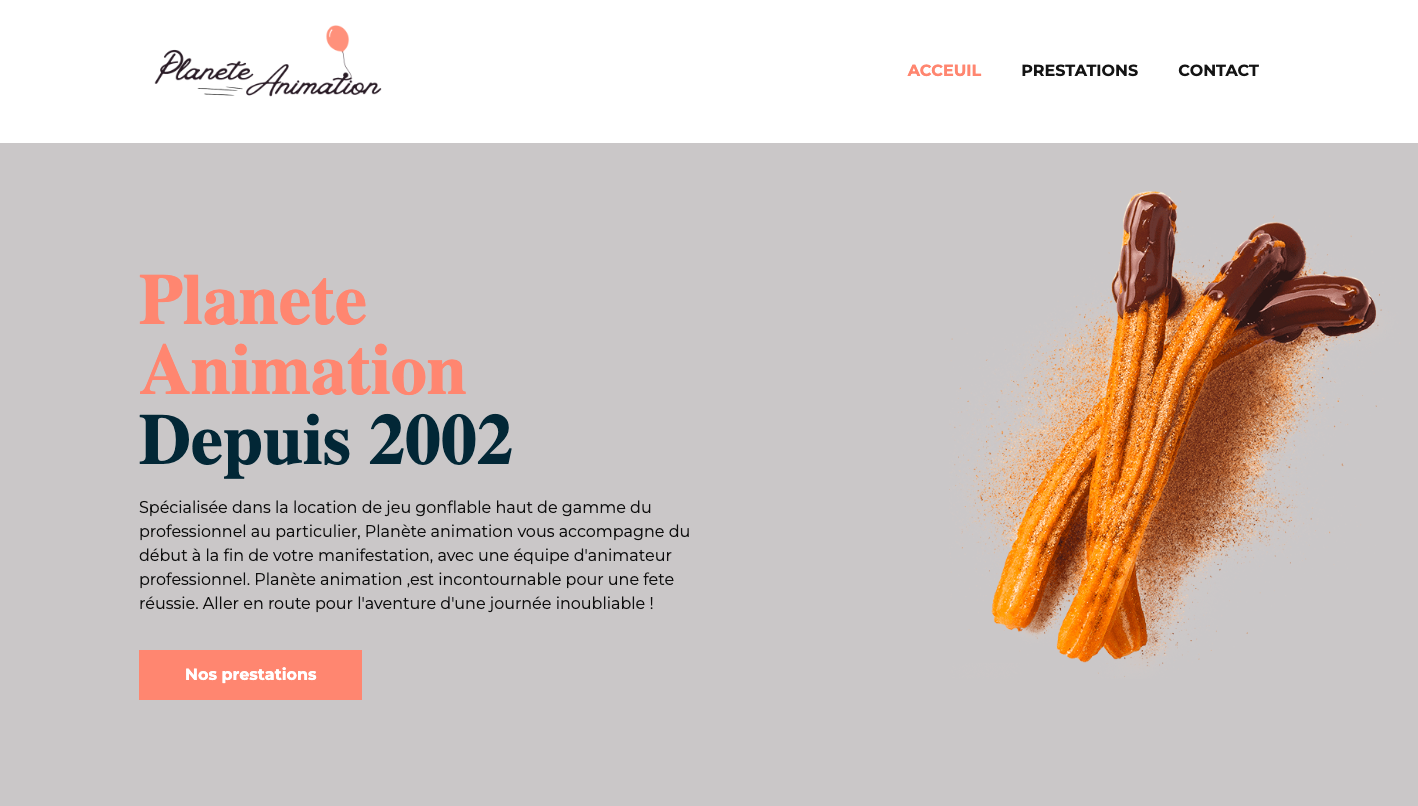 Planete Animation
ACCEUIL PRESTATIONS CONTACT
Planete
Animation
Depuis 2002
Spécialisée dans la location de jeu gonflable haut de gamme du
professionnel au particulier, Planète animation vous accompagne du
début à la fin de votre manifestation, avec une équipe d'animateur
professionnel. Planète animation ,est incontournable pour une fete
réussie. Aller en route pour l'aventure d'une journée inoubliable !
Nos prestations